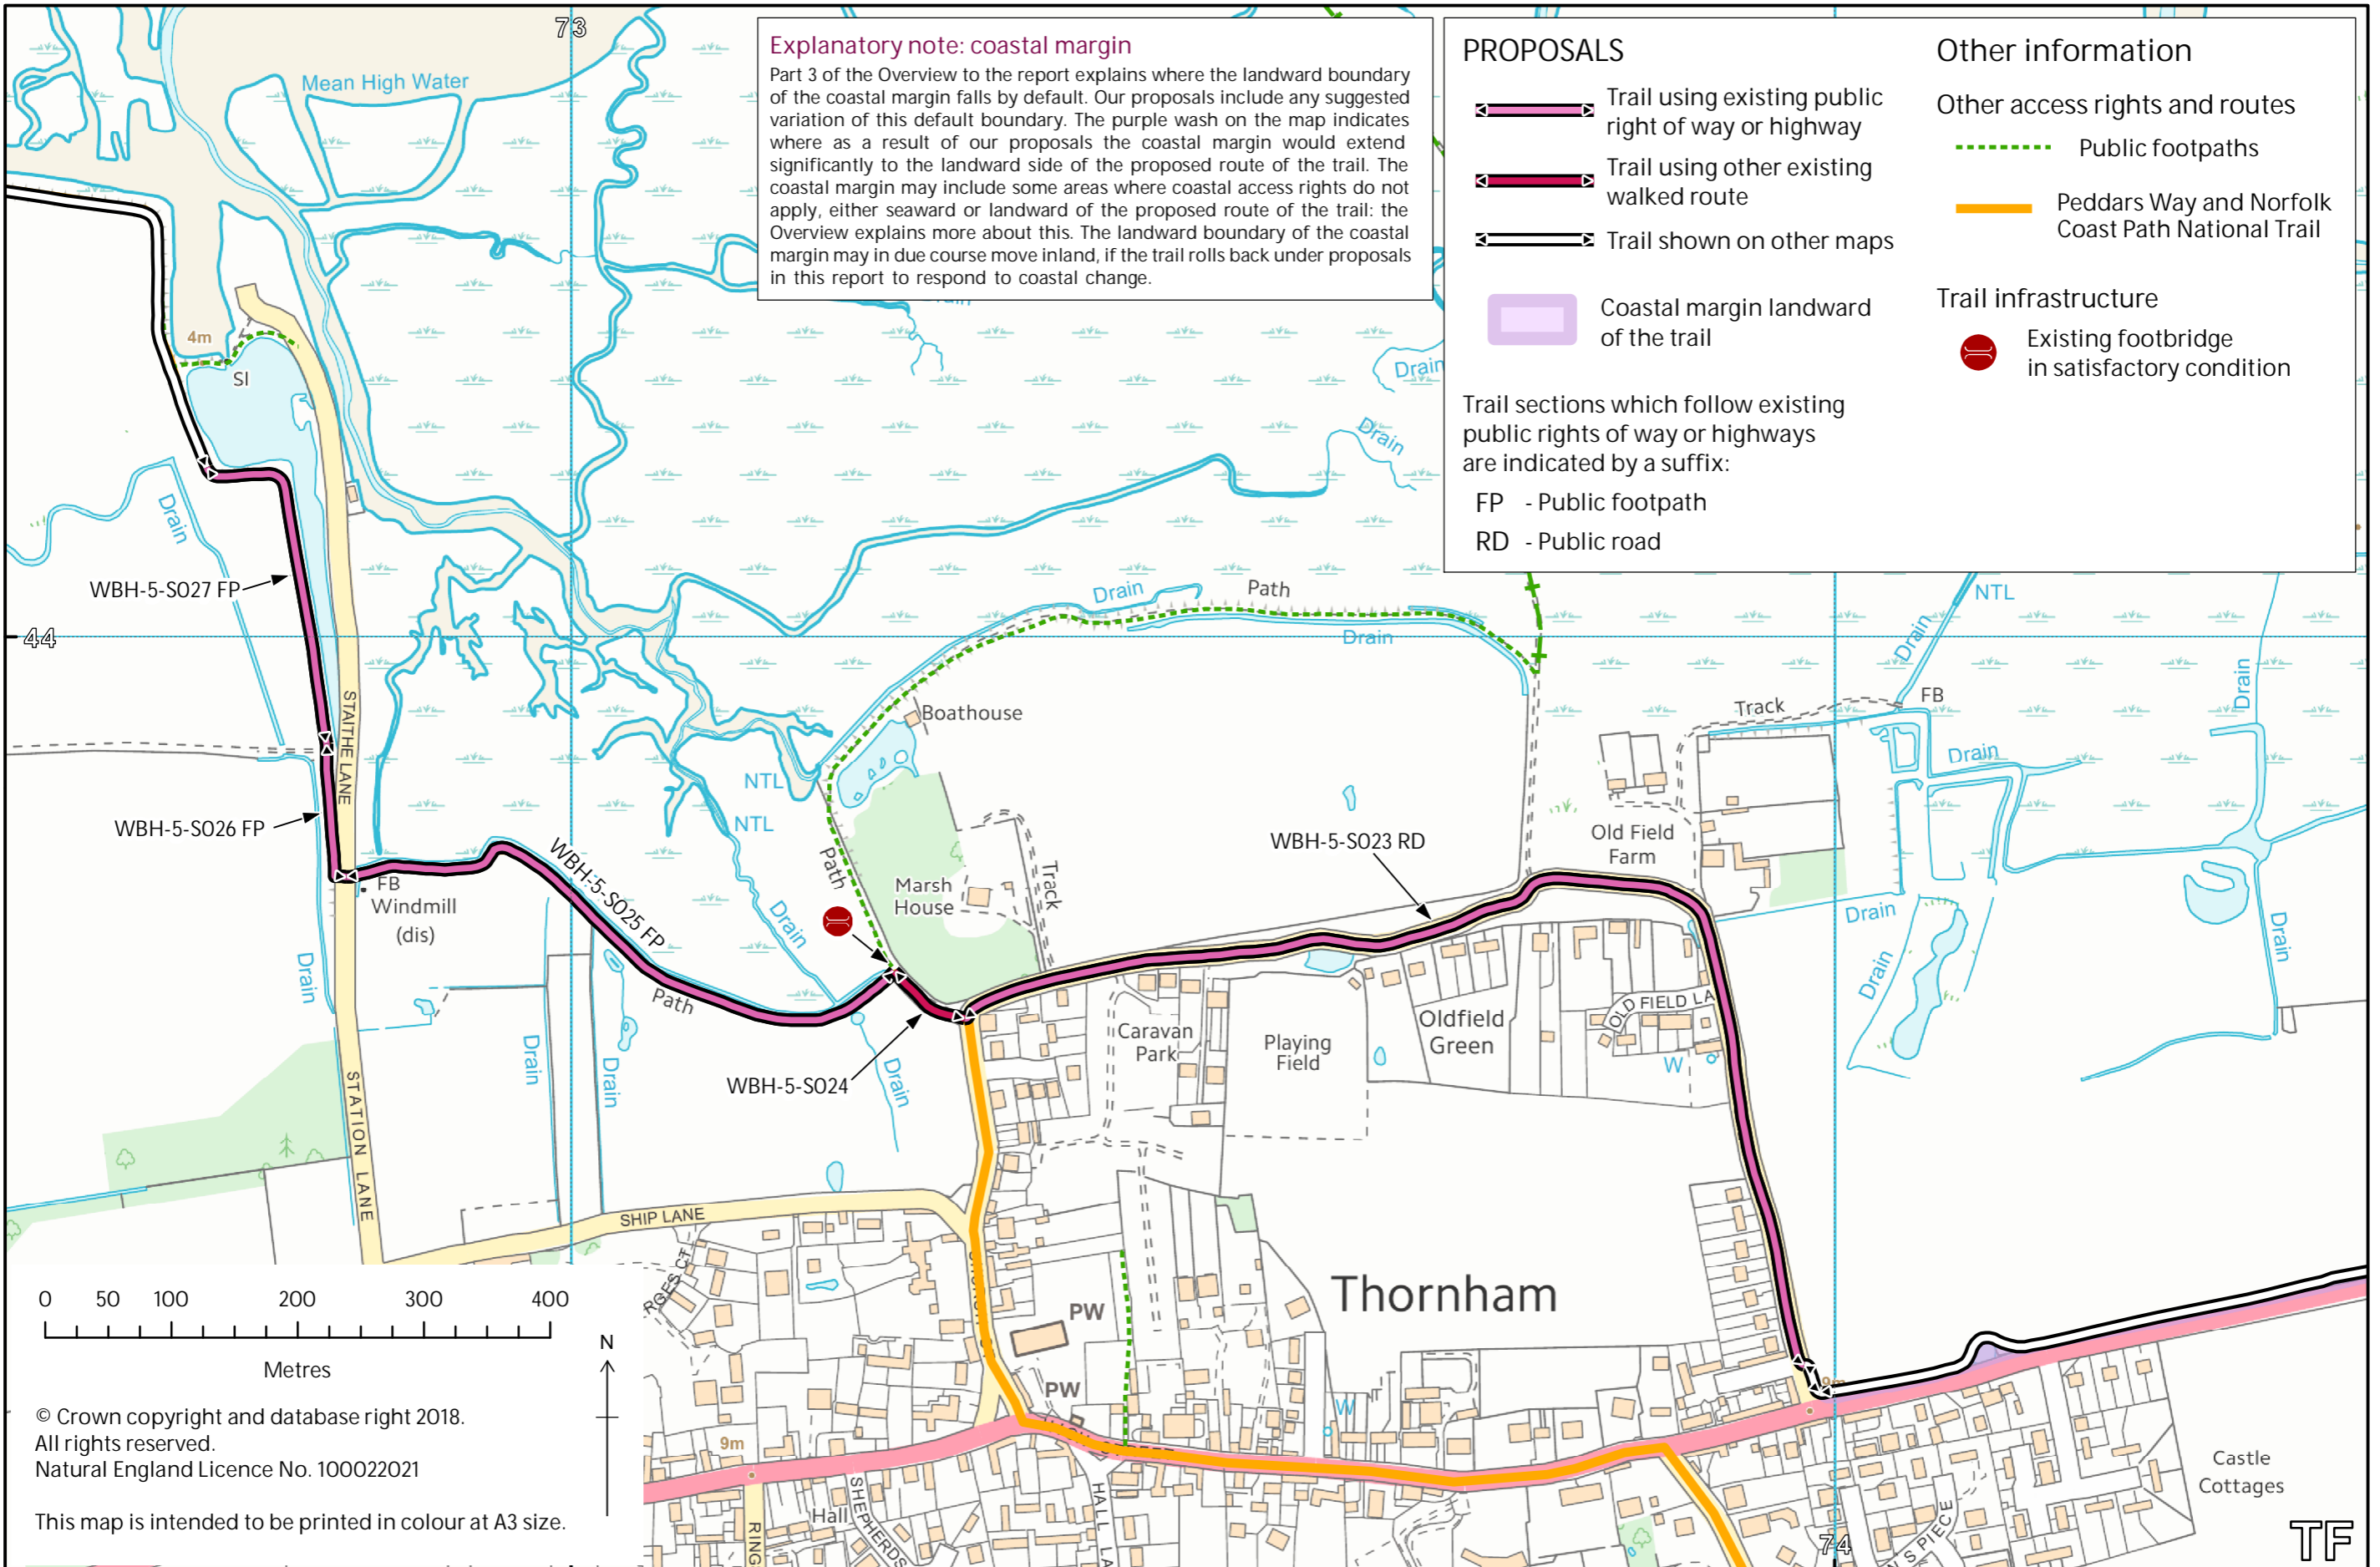 73
Mean High Water
Explanatory note: coastal margin
Part 3 of the Overview to the report explains where the landward boundary
of the coastal margin falls by default. Our proposals include any suggested
variation of this default boundary. The purple wash on the map indicates
where as a result of our proposals the coastal margin would extend
significantly to the landward side of the proposed route of the trail. The
coastal margin may include some areas where coastal access rights do not
apply, either seaward or landward of the proposed route of the trail: the
Overview explains more about this. The landward boundary of the coastal
margin may in due course move inland, if the trail rolls back under proposals
in this report to respond to coastal change.
PROPOSALS
Trail using existing public
right of way or highway
Trail using other existing
walked route
Trail shown on other maps
Coastal margin landward
of the trail
Trail sections which follow existing
public rights of way or highways
are indicated by a suffix:
FP - Public footpath
RD - Public road
Other information
Other access rights and routes
Public footpaths
Peddars Way and Norfolk
Coast Path National Trail
Trail infrastructure
Existing footbridge
in satisfactory condition
4m
Sl
Drain
Drain
Drain
WBH-5-S027 FP
44
STAITHE LANE
WBH-5-S026 FP
FB
Windmill
(dis)
WBH-5-S025 FP
Path
Drain
NTL
NTL
Drain
Path
Boathouse
Marsh
House
Track
Drain
Path
Drain
WBH-5-S023 RD
Old Field
Farm
Track
FB
NTL
Drain
Drain
Drain
Drain
Drain
Drain
WBH-5-S024
Drain
Drain
Drain
Caravan
Park
Playing
Field
Oldfield
Green
OLD FIELD LA
W
STATION LANE
SHIP LANE
RGES CT
PW
PW
Thornham
W
9m
9m
Hall
SHEPHERDS
HALL LA
RING
N S PIECE
Castle
Cottages
74
TF
0 50 100 200 300 400
Metres
N
© Crown copyright and database right 2018.
All rights reserved.
Natural England Licence No. 100022021
This map is intended to be printed in colour at A3 size.